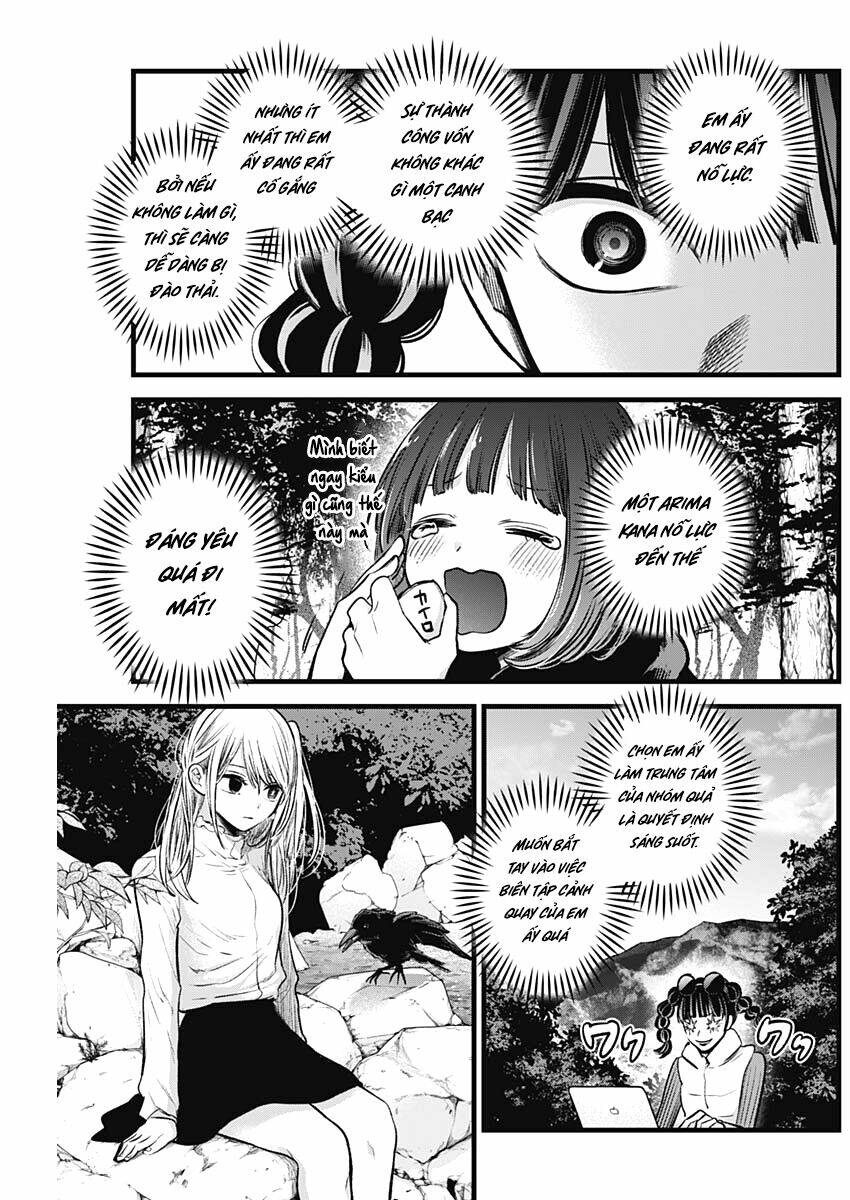 EM ẤY
ĐANG RẤT
NỖ LỰC.
SỰ THÀNH
CÔNG VỐN
KHÔNG KHÁC
GÌ MỘT CANH
BẠC
NHƯNG ÍT
NHẤT THÌ EM
ẤY ĐANG RẤT
CỐ GẮNG
BỞI NẾU
KHÔNG LÀM GÌ,
THÌ SẼ CÀNG
DỄ DÀNG BỊ
ĐÀO THẢI.
MỘT ARIMA
KANA NỖ LỰC
ĐẾN THẾ
Mình biết
ngay kiểu
gì cũng thế
này mà
カナロ
ĐÁNG YÊU
QUÁ ĐI
MẤT!
CHỌN EM ẤY
LÀM TRUNG TÂM
CỦA NHÓM QUẢ
LÀ QUYẾT ĐỊNH
SÁNG SUỐT.
MUỐN BẮT
TAY VÀO VIỆC
BIÊN TẬP CẢNH
QUAY CỦA EM
ẤY QUÁ
ワク
ワク